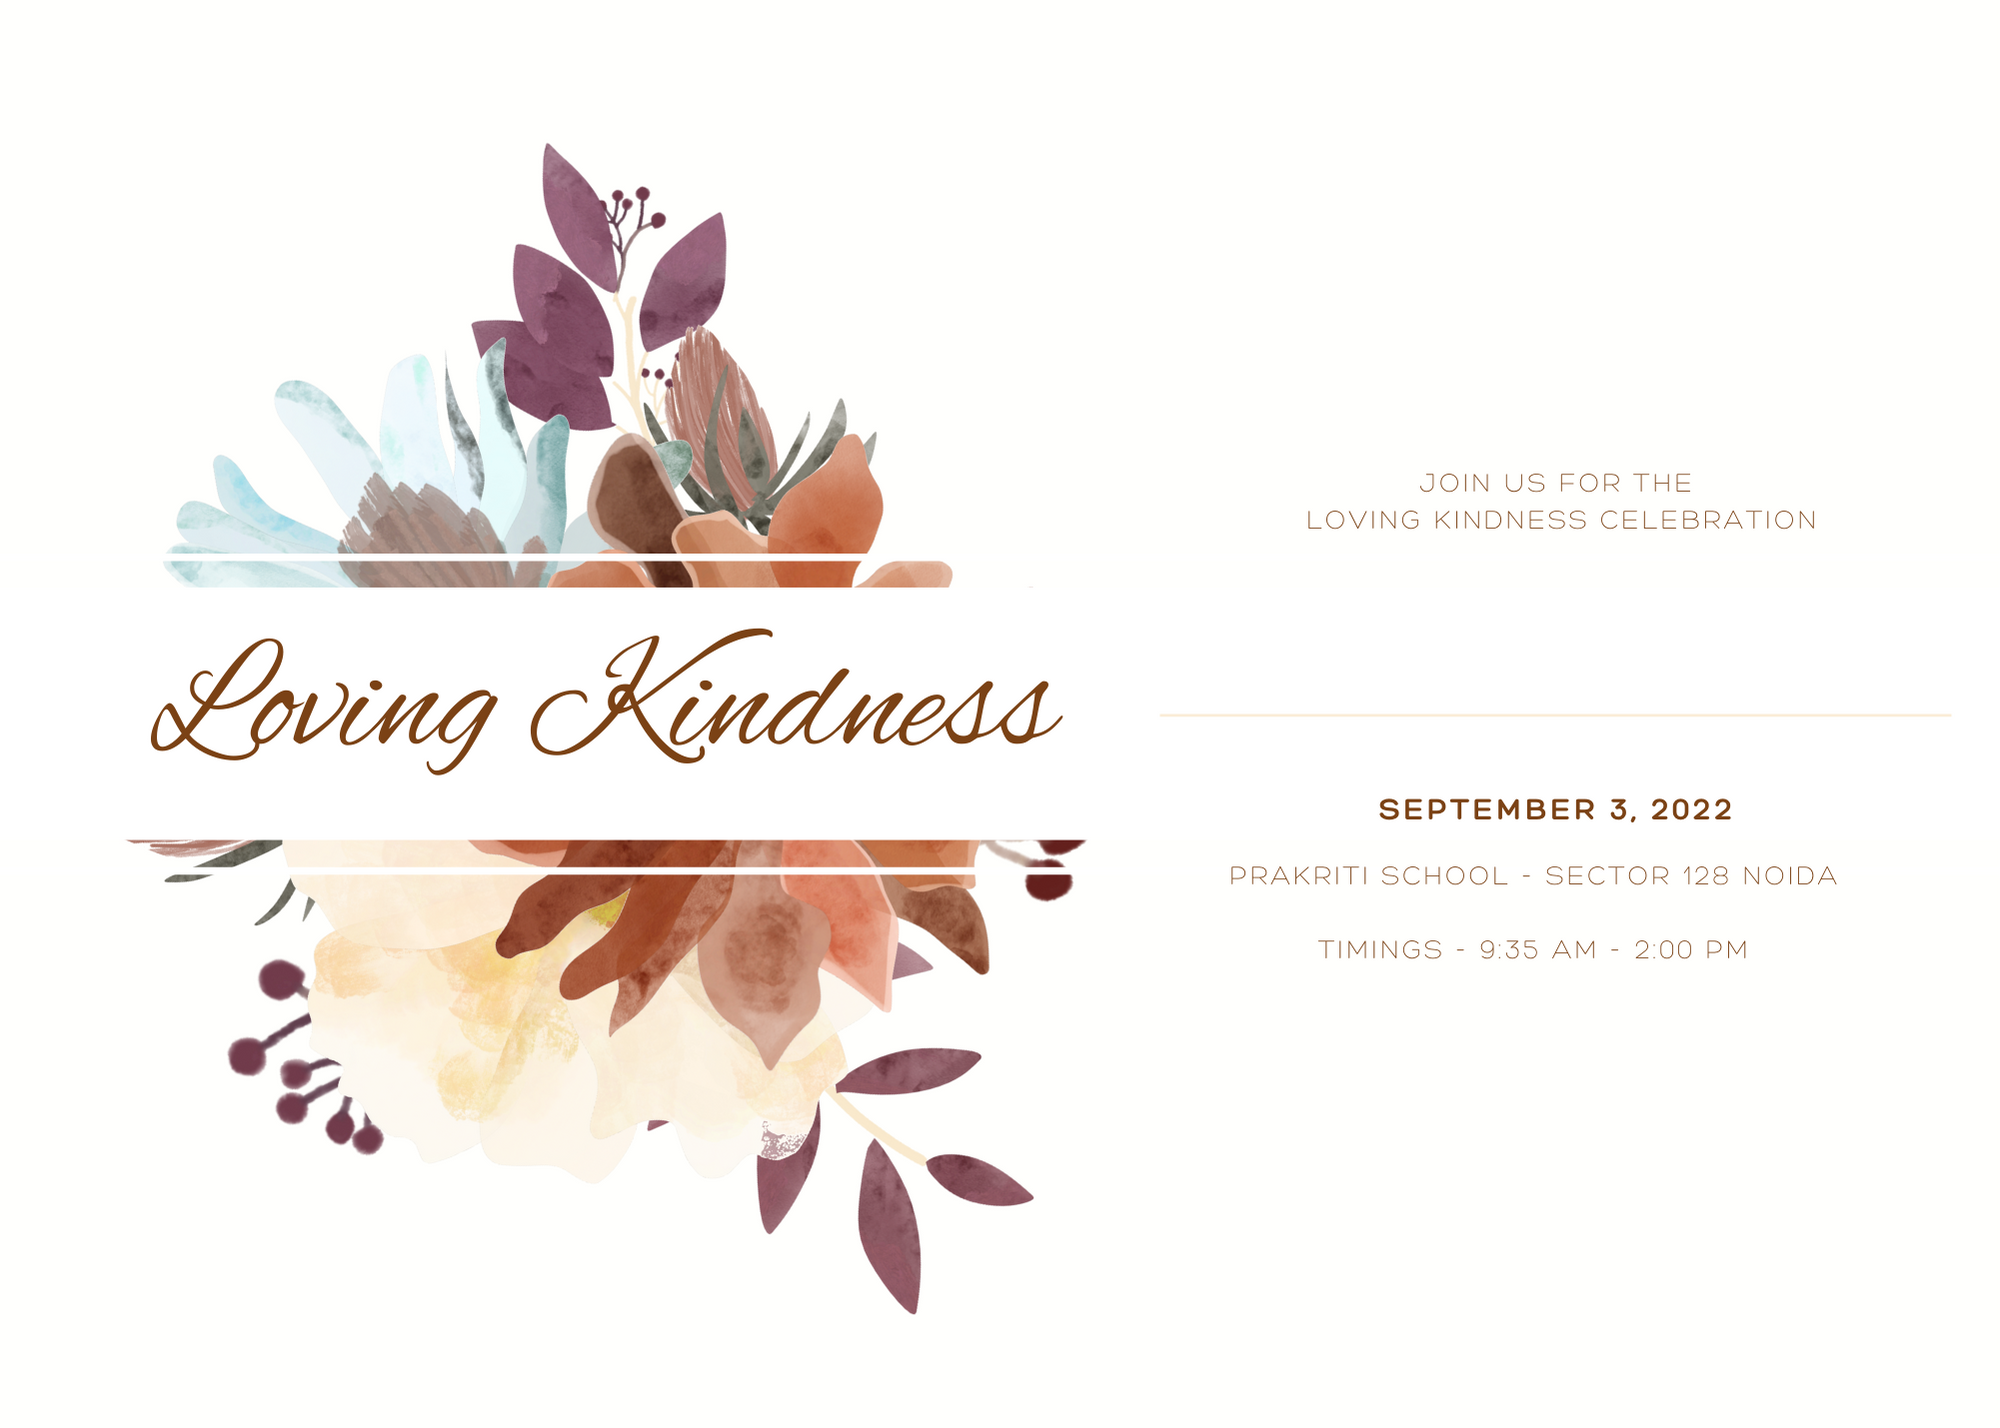 Loving Kindness
JOIN US FOR THE
LOVING KINDNESS CELEBRATION
SEPTEMBER 3, 2022
PRAKRITI SCHOOL - SECTOR 128 NOIDA
TIMINGS - 9:35 AM - 2:00 PM